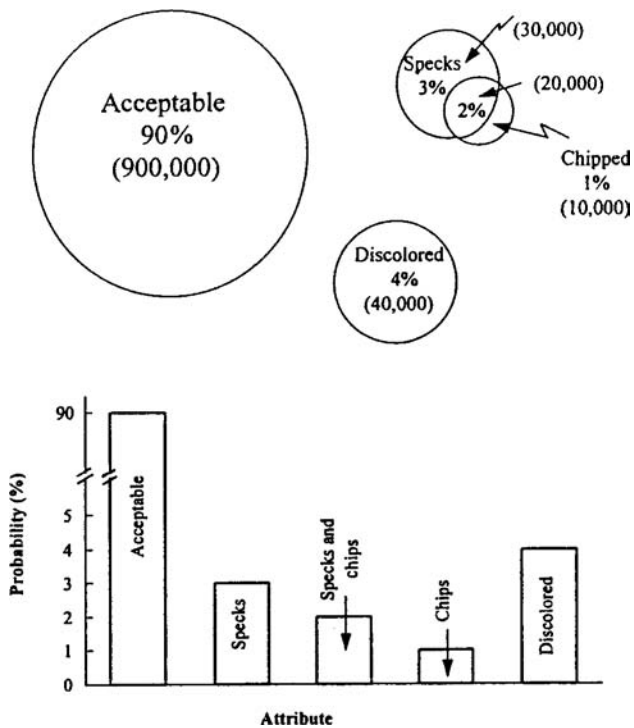 Acceptable
90%
(900,000)
(30,000)
Specks
3%
(20,000)
2%
Chipped
1%
(10,000)
Discolored
4%
(40,000)
Probability (%)
90
5
4
3
2
1
0
Acceptable
Specks
Specks and
chips
Chips
Discolored
Attribute